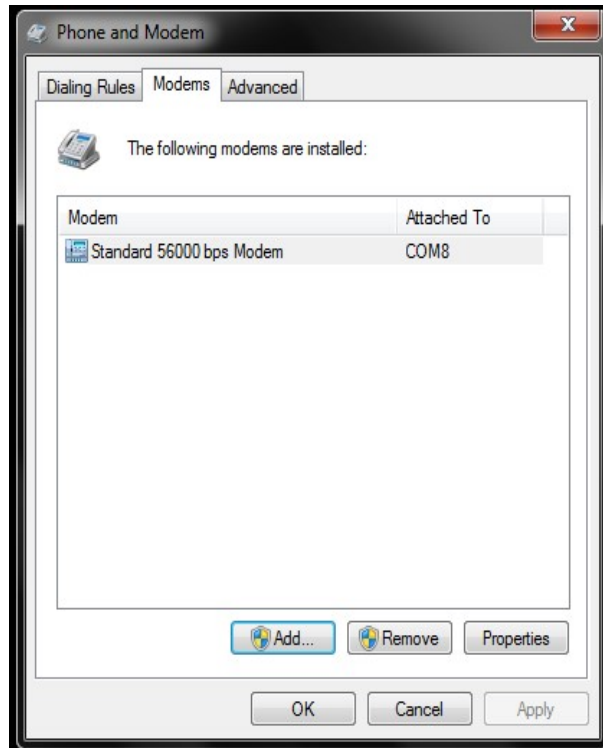 Phone and Modem
Dialing Rules Modems Advanced
The following modems are installed:
Modem Attached To
Standard 56000 bps Modem COM8
Add... Remove Properties
OK Cancel Apply